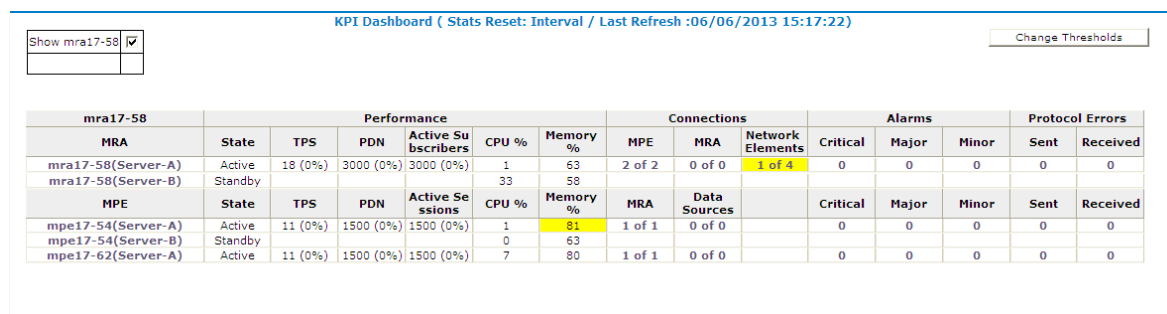 KPI Dashboard ( Stats Reset: Interval / Last Refresh :06/06/2013 15:17:22)
Show mra17-58
Change Thresholds
mra17-58 Performance Connections Alarms Protocol Errors
MRA State TPS PDN Active Su bscribers CPU % Memory % MPE MRA Network Elements Critical Major Minor Sent Received
mra17-58(Server-A) Active 18 (0%) 3000 (0%) 3000 (0%) 1 63 2 of 2 0 of 0 1 of 4 0 0 0 0 0
mra17-58(Server-B) Standby 33 58
MPE State TPS PDN Active Se ssions CPU % Memory % MRA Data Sources Critical Major Minor Sent Received
mpe17-54(Server-A) Active 11 (0%) 1500 (0%) 1500 (0%) 1 81 1 of 1 0 of 0 0 0 0 0 0
mpe17-54(Server-B) Standby 0 63
mpe17-62(Server-A) Active 11 (0%) 1500 (0%) 1500 (0%) 7 80 1 of 1 0 of 0 0 0 0 0 0